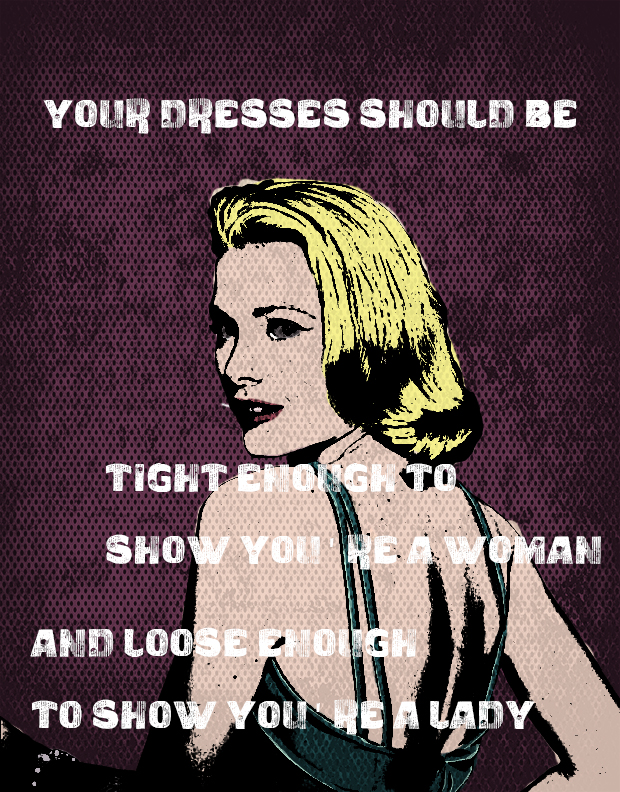 YOUR DRESSES SHOULD BE
TIGHT ENOUGH TO
SHOW YOU'RE A WOMAN
AND LOOSE ENOUGH
TO SHOW YOU'RE A LADY